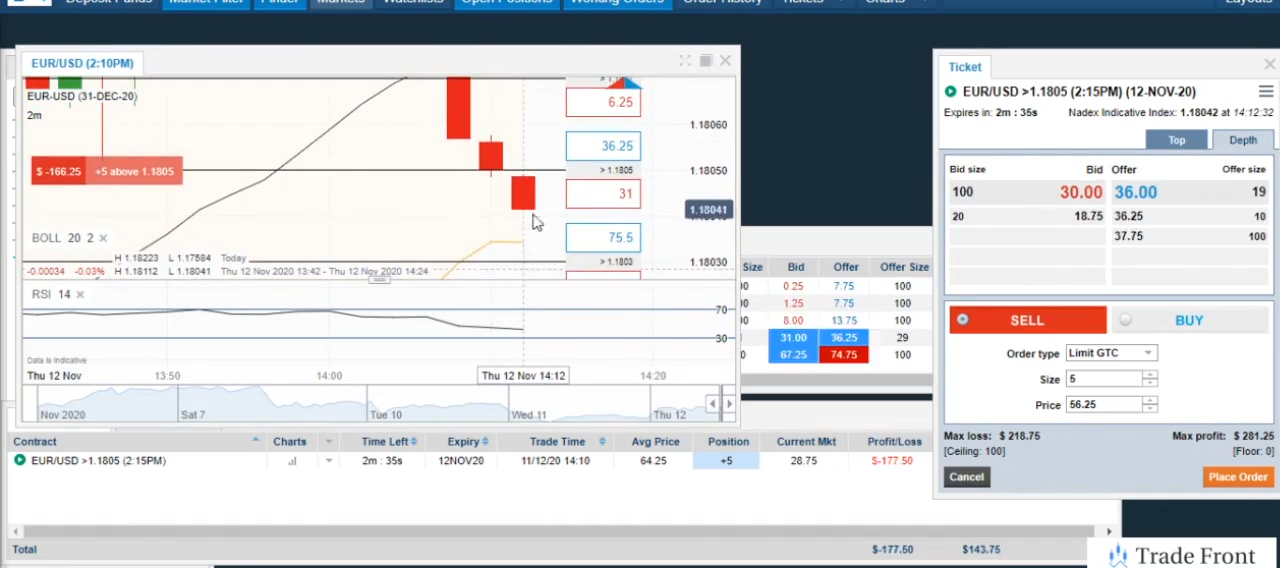 Deposit Funds Market Filter Finder Markets Watchlists Open Positions Working Orders Order History Tickets Charts Layouts
EUR/USD (2:10PM)
EUR-USD (31-DEC-20)
2m
$ -166.25 +5 above 1.1805
BOLL 20 2
H 1.18223 L 1.17584 Today
-0.00034 -0.03% H 1.18112 L 1.18041 Thu 12 Nov 2020 13:42 - Thu 12 Nov 2020 14:24
6.25
36.25
> 1.1805
31
75.5
> 1.1803
1.18060
1.18050
1.18041
1.18030
RSI 14
70
30
Data is indicative
Thu 12 Nov 13:50 14:00 Thu 12 Nov 14:12 14:20
Nov 2020 Sat 7 Tue 10 Wed 11 Thu 12
Size Bid Offer Offer Size
0.25 7.75 100
1.25 7.75 100
8.00 13.75 100
31.00 36.25 29
67.25 74.75 100
Contract Charts Time Left Expiry Trade Time Avg Price Position Current Mkt Profit/Loss
EUR/USD >1.1805 (2:15PM) 2m : 35s 12NOV20 11/12/20 14:10 64.25 +5 28.75 $-177.50
Total $-177.50 $143.75
Ticket
EUR/USD >1.1805 (2:15PM) (12-NOV-20)
Expires in: 2m : 35s Nadex Indicative Index: 1.18042 at 14:12:32
Top Depth
Bid size Bid Offer Offer size
100 30.00 36.00 19
20 18.75 36.25 10
37.75 100
SELL BUY
Order type Limit GTC
Size 5
Price 56.25
Max loss: $ 218.75 Max profit: $ 281.25
[Ceiling: 100] [Floor: 0]
Cancel Place Order
Trade Front